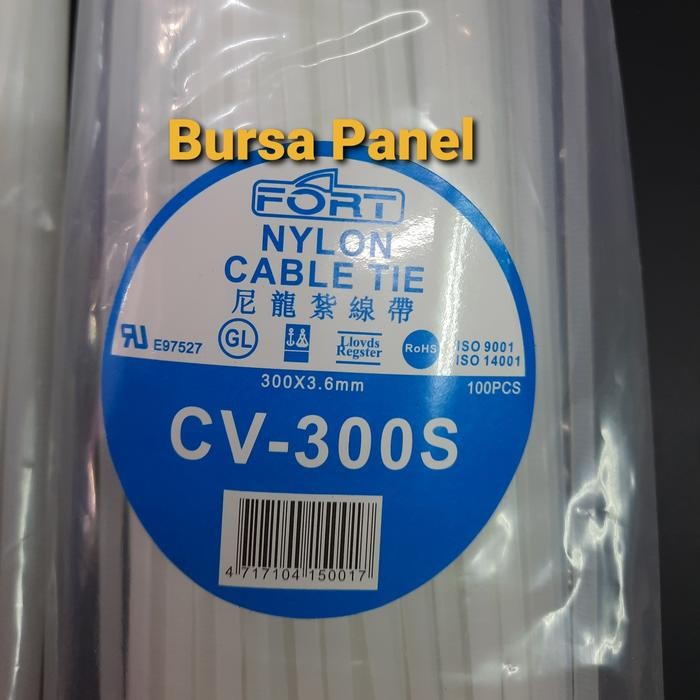 Bursa Panel
FORT
NYLON
CABLE TIE
尼龍紮線帶
RU E97527
GL
Lloyds
Regster
RoHS
ISO 9001
ISO 14001
300X3.6mm
100PCS
CV-300S
4 717104 150017